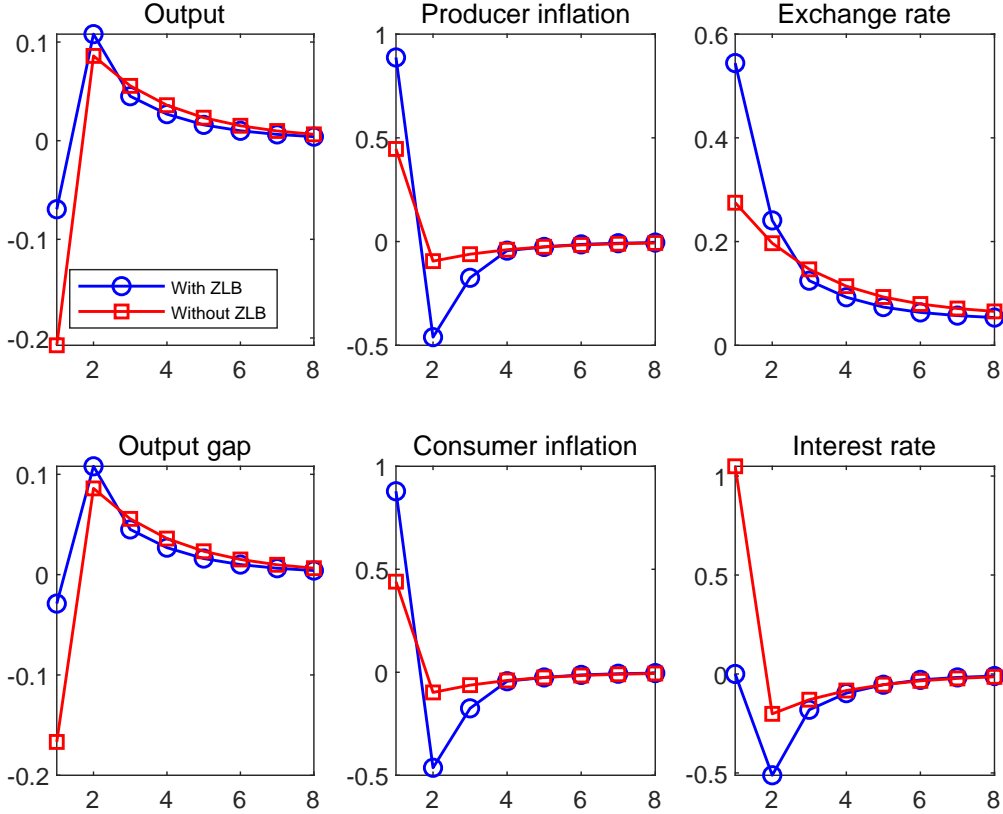 Output
0.1
0
-0.1
-0.2
2 4 6 8
With ZLB
Without ZLB
Producer inflation
1
0.5
0
-0.5
2 4 6 8
Exchange rate
0.6
0.4
0.2
0
2 4 6 8
Output gap
0.1
0
-0.1
-0.2
2 4 6 8
Consumer inflation
1
0.5
0
-0.5
2 4 6 8
Interest rate
1
0.5
0
-0.5
2 4 6 8